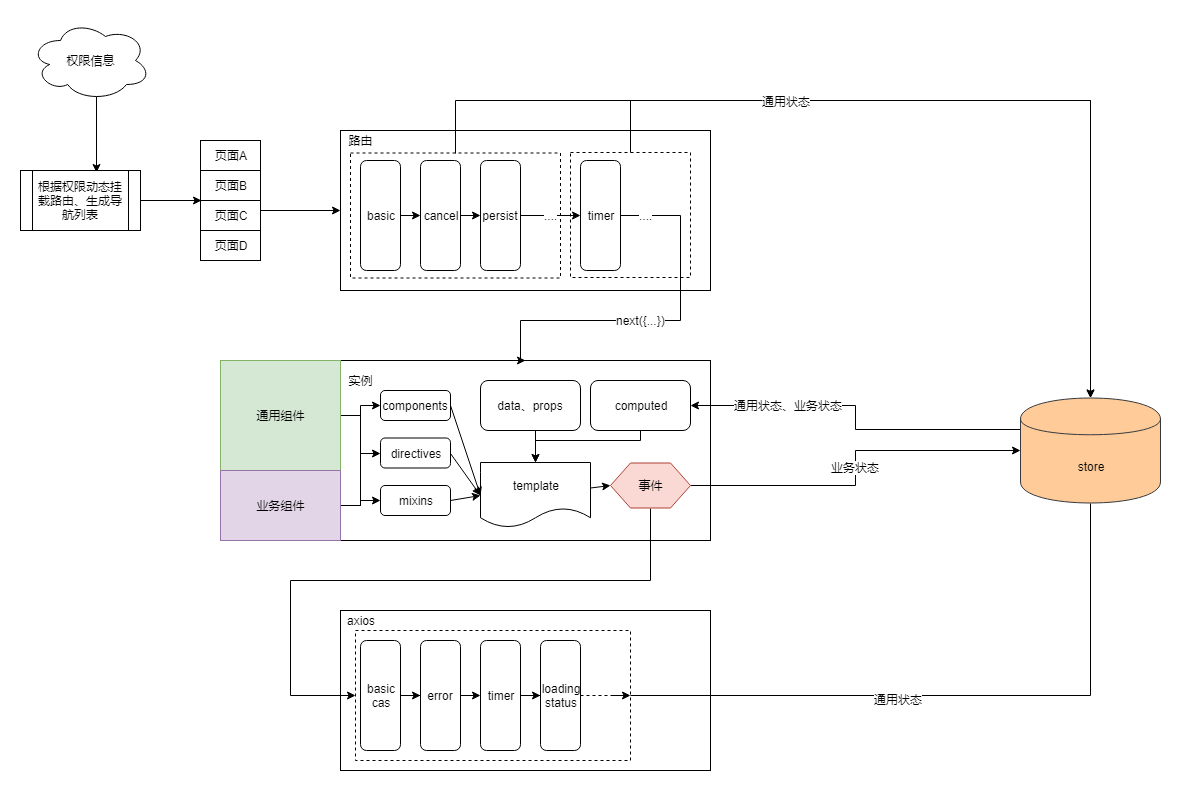 权限信息
根据权限动态挂
载路由、生成导
航列表
页面A
页面B
页面C
页面D
通用状态
路由
basic
cancel
persist
....
timer
....
next({...})
通用组件
业务组件
实例
components
directives
mixins
data、props
computed
template
事件
通用状态、业务状态
业务状态
store
axios
basic
cas
error
timer
loading
status
通用状态